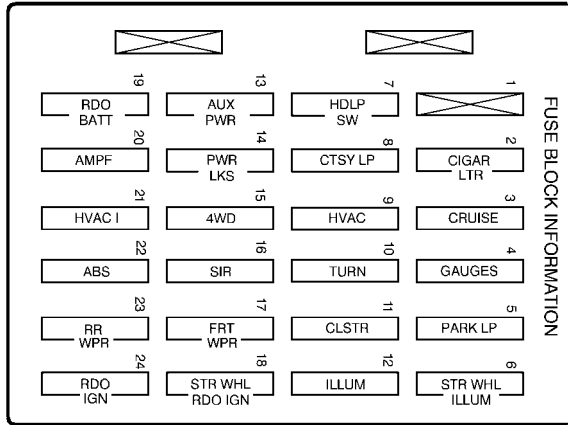 19 13 7 1
RDO BATT
AUX PWR
HDLP SW
20 14 8 2
AMPF
PWR LKS
CTSY LP
CIGAR LTR
21 15 9 3
HVAC I
4WD
HVAC
CRUISE
22 16 10 4
ABS
SIR
TURN
GAUGES
23 17 11 5
RR WPR
FRT WPR
CLSTR
PARK LP
24 18 12 6
RDO IGN
STR WHL RDO IGN
ILLUM
STR WHL ILLUM
FUSE BLOCK INFORMATION